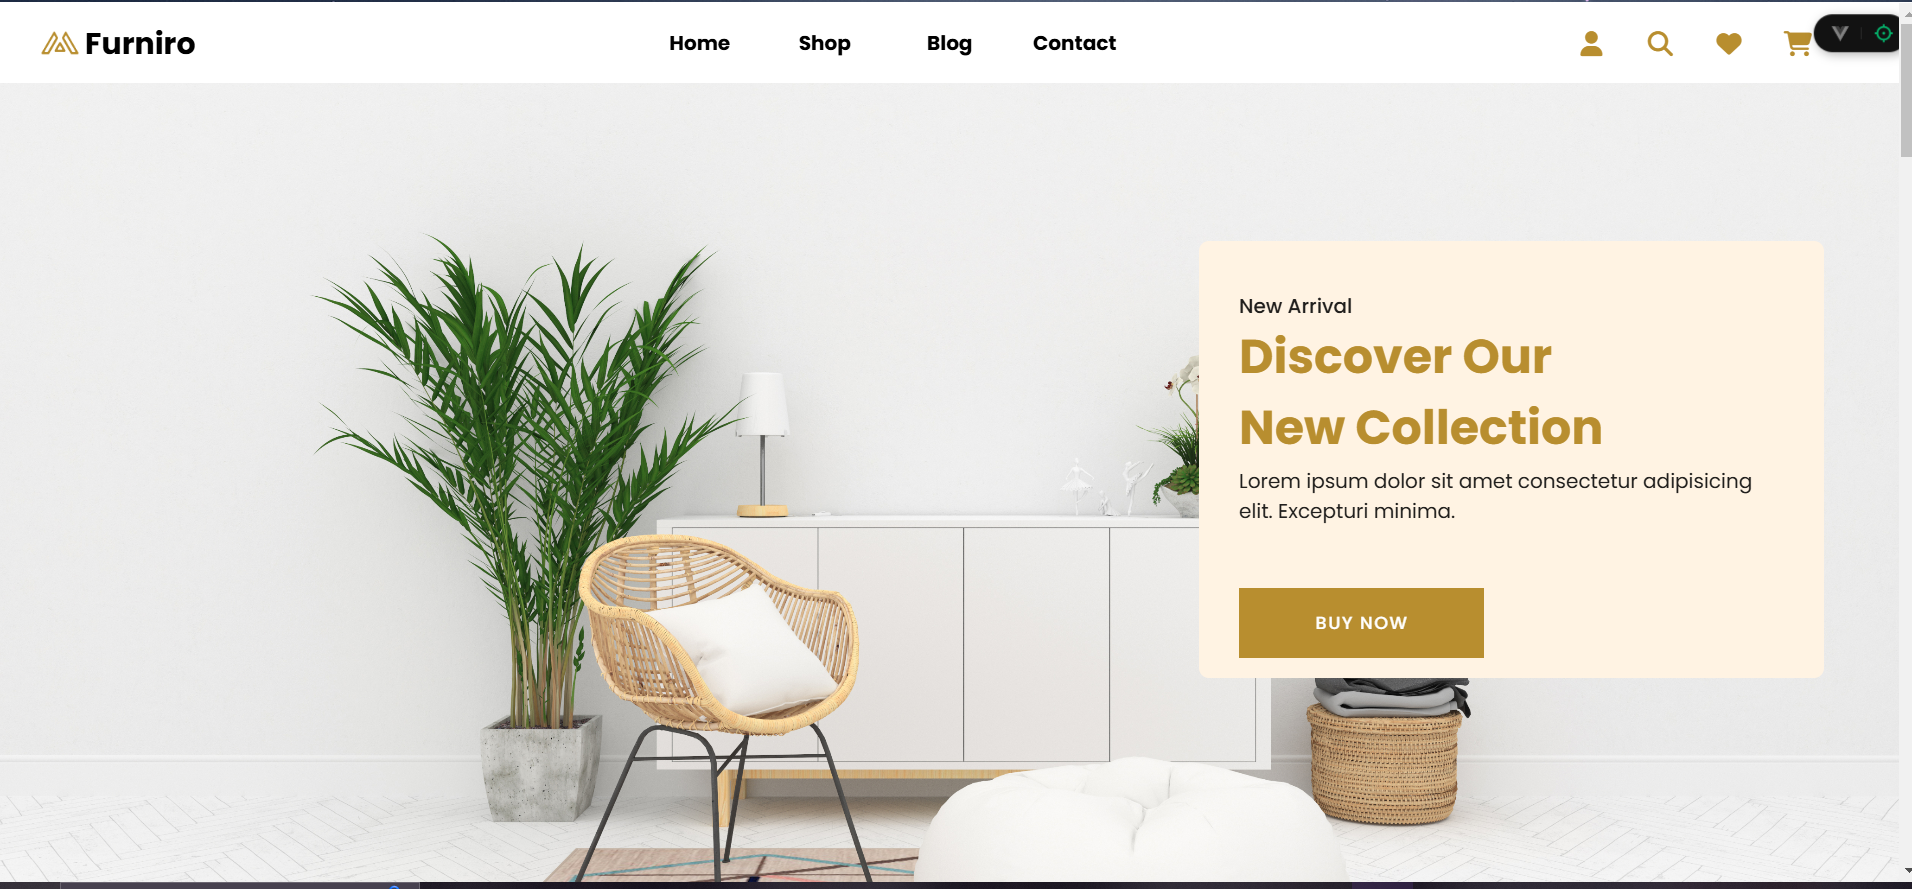 Furniro
Home Shop Blog Contact
New Arrival
Discover Our
New Collection
Lorem ipsum dolor sit amet consectetur adipisicing
elit. Excepturi minima.
BUY NOW